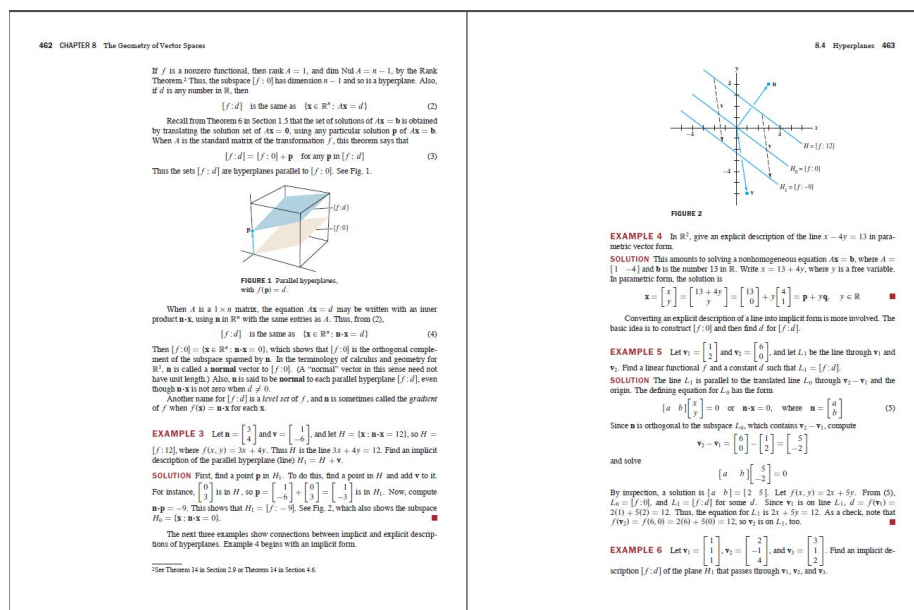 462 CHAPTER 8 The Geometry of Vector Spaces
If f is a nonzero functional, then rank A = 1, and dim Nul A = n − 1, by the Rank
Theorem.² Thus, the subspace [f : 0] has dimension n − 1 and so is a hyperplane. Also,
if d is any number in ℝ, then
[f : d] is the same as {x ∈ ℝⁿ : Ax = d} (2)
Recall from Theorem 6 in Section 1.5 that the set of solutions of Ax = b is obtained
by translating the solution set of Ax = 0, using any particular solution p of Ax = b.
When A is the standard matrix of the transformation f, this theorem says that
[f : d] = [f : 0] + p for any p in [f : d] (3)
Thus the sets [f : d] are hyperplanes parallel to [f : 0]. See Fig. 1.
[f : d]
p
[f : 0]
FIGURE 1 Parallel hyperplanes,
with f(p) = d.
When A is a 1 × n matrix, the equation Ax = d may be written with an inner
product n·x, using n in ℝⁿ with the same entries as A. Thus, from (2),
[f : d] is the same as {x ∈ ℝⁿ : n·x = d} (4)
Then [f : 0] = {x ∈ ℝⁿ : n·x = 0}, which shows that [f : 0] is the orthogonal comple-
ment of the subspace spanned by n. In the terminology of calculus and geometry for
ℝ³, n is called a normal vector to [f : 0]. (A "normal" vector in this sense need not
have unit length.) Also, n is said to be normal to each parallel hyperplane [f : d], even
though n·x is not zero when d ≠ 0.
Another name for [f : d] is a level set of f, and n is sometimes called the gradient
of f when f(x) = n·x for each x.
EXAMPLE 3 Let n = [3 4] and v = [1 −6], and let H = {x : n·x = 12}, so H =
[f : 12], where f(x, y) = 3x + 4y. Thus H is the line 3x + 4y = 12. Find an implicit
description of the parallel hyperplane (line) H₁ = H + v.
SOLUTION First, find a point p in H₁. To do this, find a point in H and add v to it.
For instance, [0 3] is in H, so p = [1 −6] + [0 3] = [1 −3] is in H₁. Now, compute
n·p = −9. This shows that H₁ = [f : −9]. See Fig. 2, which also shows the subspace
H₀ = {x : n·x = 0}.
The next three examples show connections between implicit and explicit descrip-
tions of hyperplanes. Example 4 begins with an implicit form.
² See Theorem 14 in Section 2.9 or Theorem 14 in Section 4.6.
8.4 Hyperplanes 463
y
4
n
v
v
x
−4
4
H = [f : 12]
−4
H₀ = [f : 0]
H₁ = [f : −9]
v
FIGURE 2
EXAMPLE 4 In ℝ², give an explicit description of the line x − 4y = 13 in para-
metric vector form.
SOLUTION This amounts to solving a nonhomogeneous equation Ax = b, where A =
[1 −4] and b is the number 13 in ℝ. Write x = 13 + 4y, where y is a free variable.
In parametric form, the solution is
x = [x y] = [13 + 4y y] = [13 0] + y[4 1] = p + yq, y ∈ ℝ
Converting an explicit description of a line into implicit form is more involved. The
basic idea is to construct [f : 0] and then find d for [f : d].
EXAMPLE 5 Let v₁ = [1 2] and v₂ = [6 0], and let L₁ be the line through v₁ and
v₂. Find a linear functional f and a constant d such that L₁ = [f : d].
SOLUTION The line L₁ is parallel to the translated line L₀ through v₂ − v₁ and the
origin. The defining equation for L₀ has the form
[a b][x y] = 0 or n·x = 0, where n = [a b] (5)
Since n is orthogonal to the subspace L₀, which contains v₂ − v₁, compute
v₂ − v₁ = [6 0] − [1 2] = [5 −2]
and solve
[a b][5 −2] = 0
By inspection, a solution is [a b] = [2 5]. Let f(x, y) = 2x + 5y. From (5),
L₀ = [f : 0], and L₁ = [f : d] for some d. Since v₁ is on line L₁, d = f(v₁) =
2(1) + 5(2) = 12. Thus, the equation for L₁ is 2x + 5y = 12. As a check, note that
f(v₂) = f(6, 0) = 2(6) + 5(0) = 12, so v₂ is on L₁, too.
EXAMPLE 6 Let v₁ = [1 1 1], v₂ = [2 −1 4], and v₃ = [3 1 2]. Find an implicit de-
scription [f : d] of the plane H₁ that passes through v₁, v₂, and v₃.